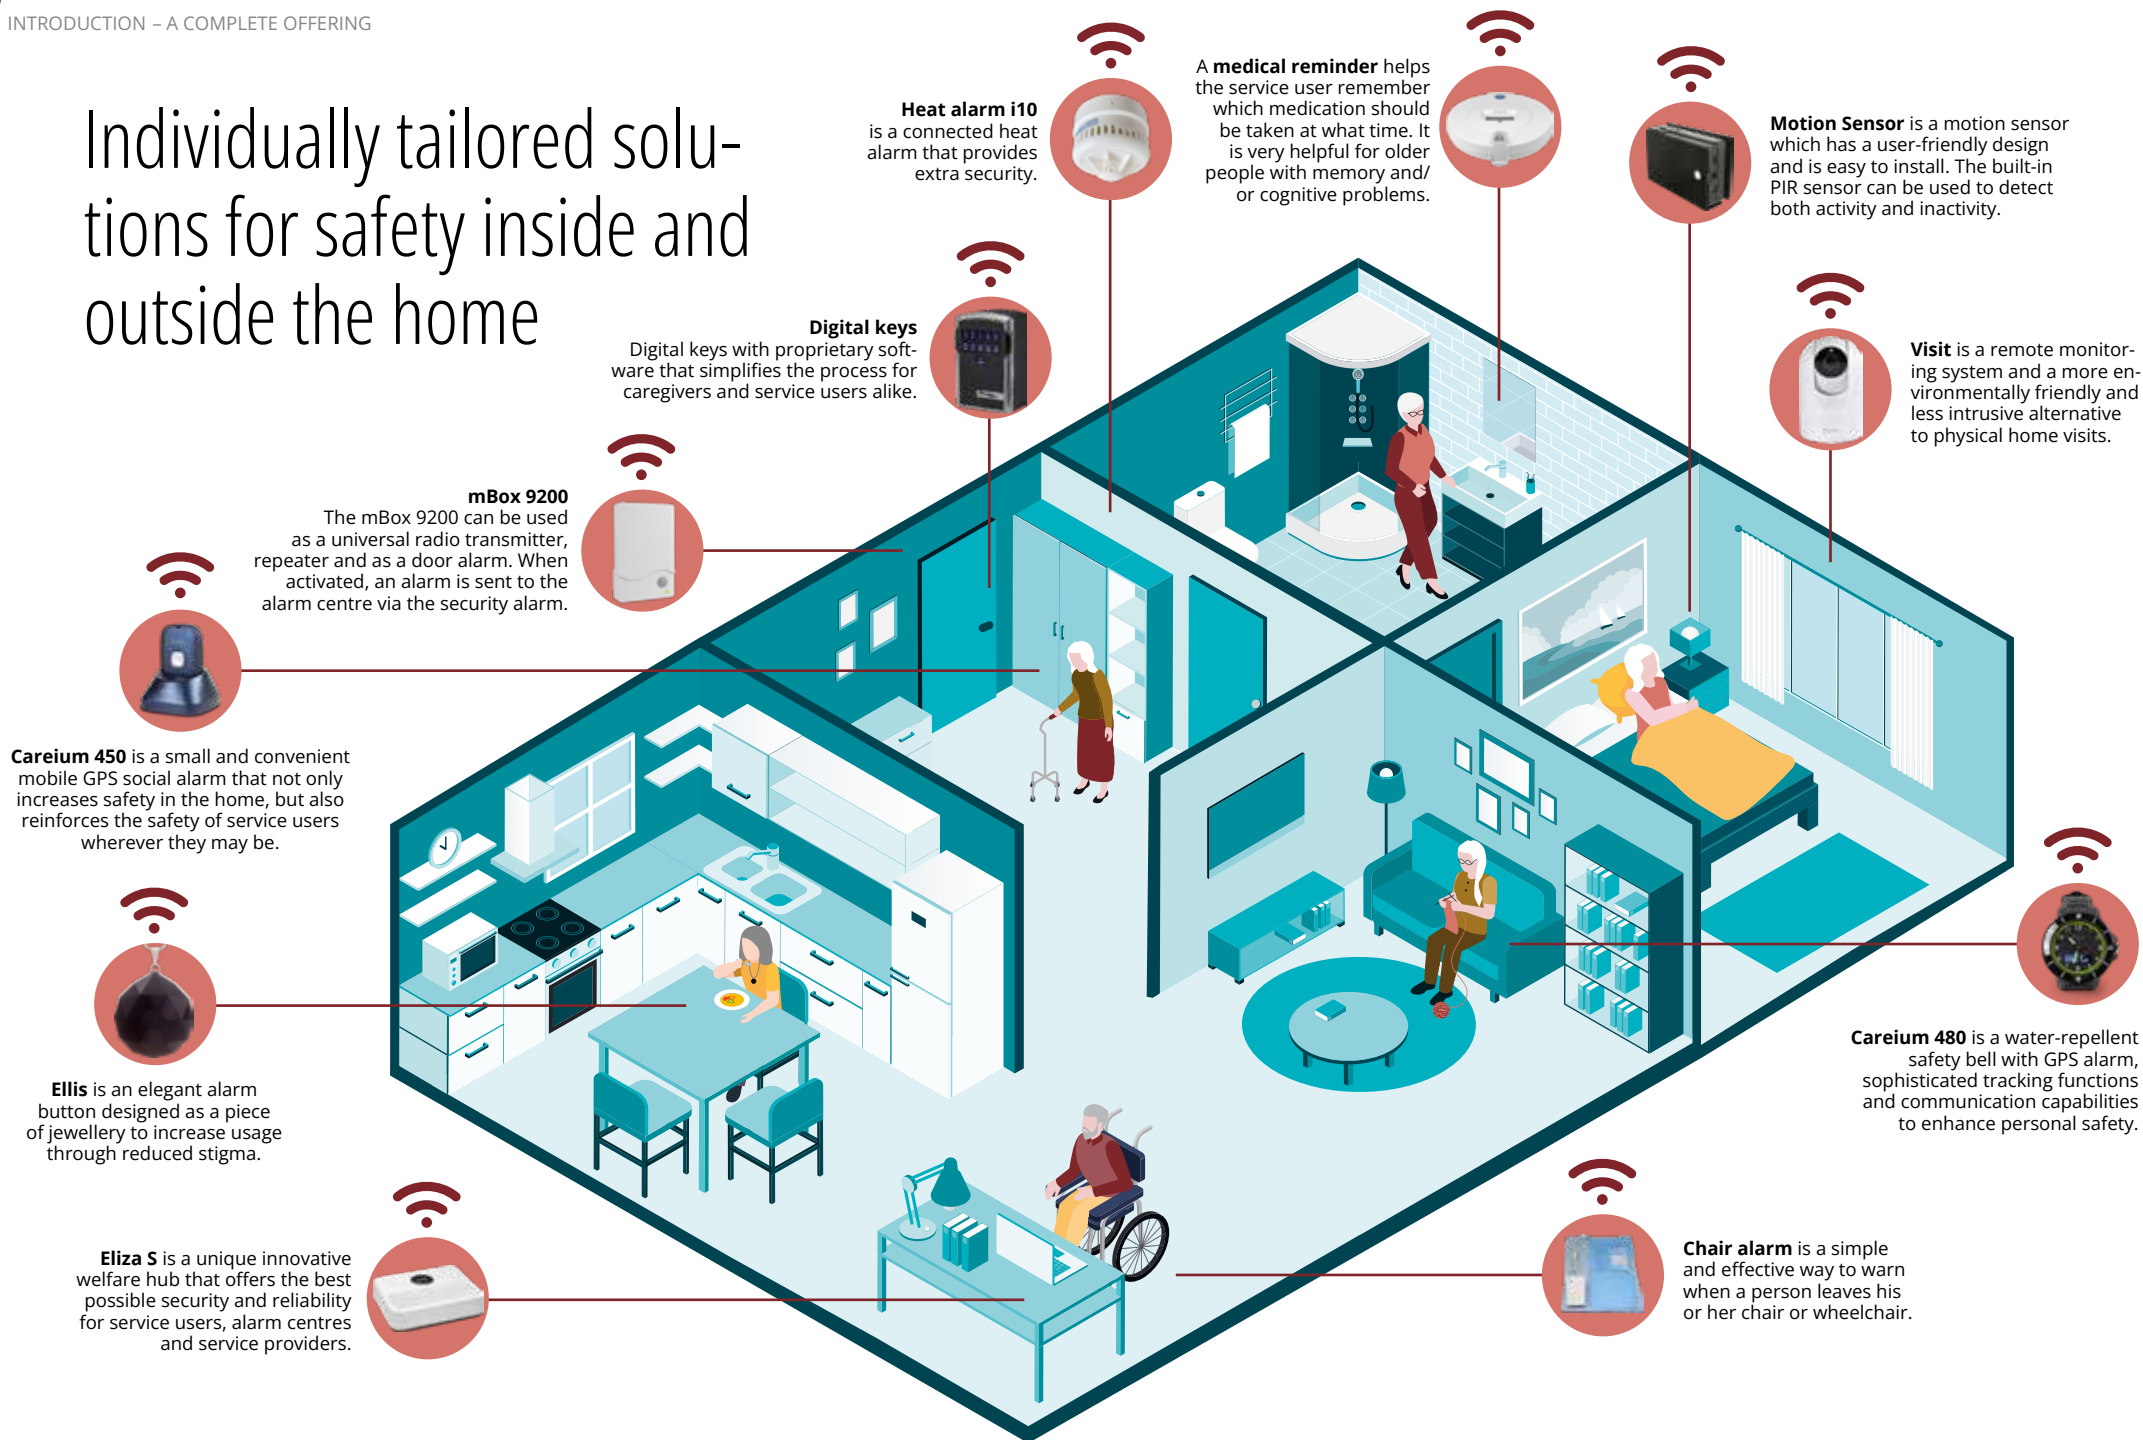 INTRODUCTION – A COMPLETE OFFERING
Individually tailored solu-
tions for safety inside and
outside the home
Heat alarm i10
is a connected heat
alarm that provides
extra security.
A medical reminder helps
the service user remember
which medication should
be taken at what time. It
is very helpful for older
people with memory and/
or cognitive problems.
Motion Sensor is a motion sensor
which has a user-friendly design
and is easy to install. The built-in
PIR sensor can be used to detect
both activity and inactivity.
Digital keys
Digital keys with proprietary soft-
ware that simplifies the process for
caregivers and service users alike.
Visit is a remote monitor-
ing system and a more en-
vironmentally friendly and
less intrusive alternative
to physical home visits.
mBox 9200
The mBox 9200 can be used
as a universal radio transmitter,
repeater and as a door alarm. When
activated, an alarm is sent to the
alarm centre via the security alarm.
Careium 450 is a small and convenient
mobile GPS social alarm that not only
increases safety in the home, but also
reinforces the safety of service users
wherever they may be.
Ellis is an elegant alarm
button designed as a piece
of jewellery to increase usage
through reduced stigma.
Careium 480 is a water-repellent
safety bell with GPS alarm,
sophisticated tracking functions
and communication capabilities
to enhance personal safety.
Eliza S is a unique innovative
welfare hub that offers the best
possible security and reliability
for service users, alarm centres
and service providers.
Chair alarm is a simple
and effective way to warn
when a person leaves his
or her chair or wheelchair.